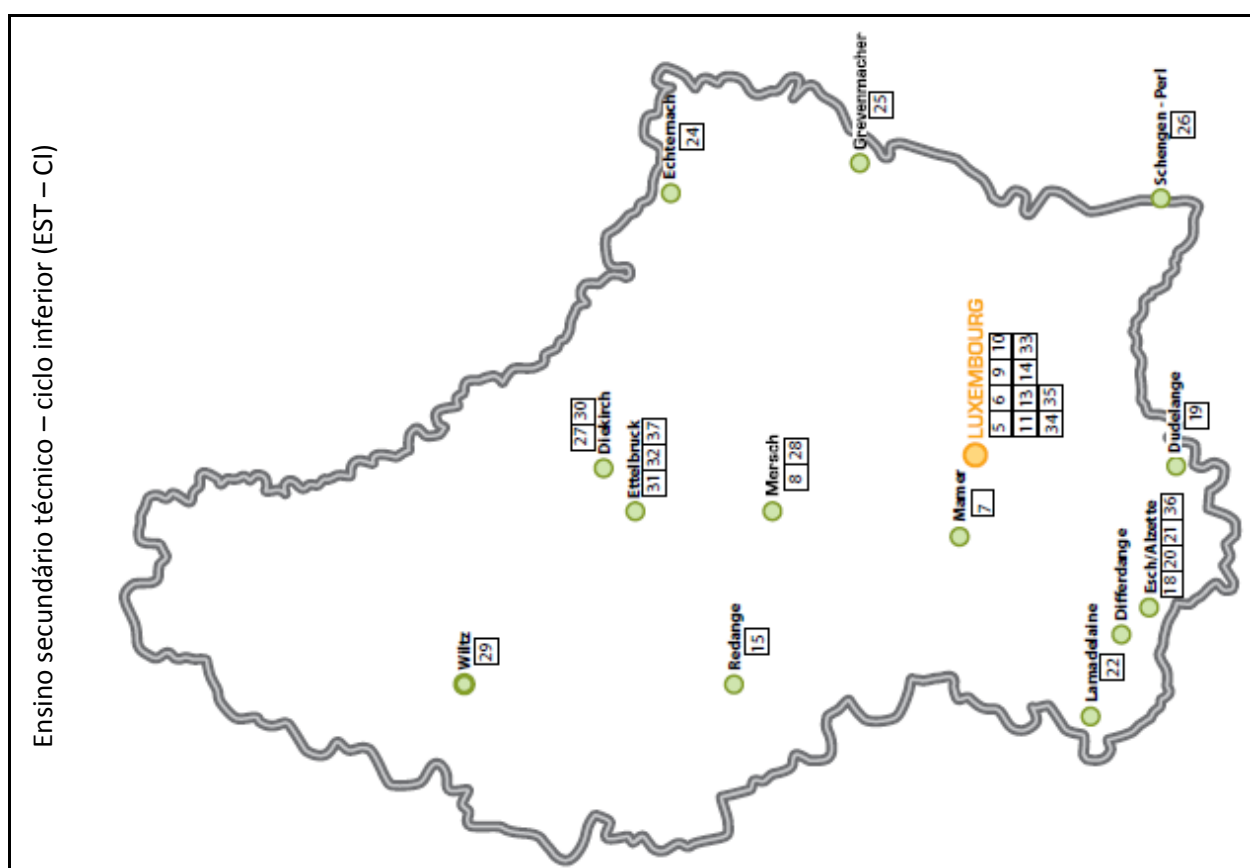 Ensino secundário técnico – ciclo inferior (EST – CI)
Wiltz
29
27 30
Diekirch
Ettelbruck
31 32 37
Echternach
24
Redange
15
Mersch
8 28
Grevenmacher
25
Mamer
7
LUXEMBOURG
5 6 9 10
11 13 14 33
34 35
Lamadelaine
22
Differdange
Esch/Alzette
18 20 21 36
Dudelange
19
Schengen - Perl
26